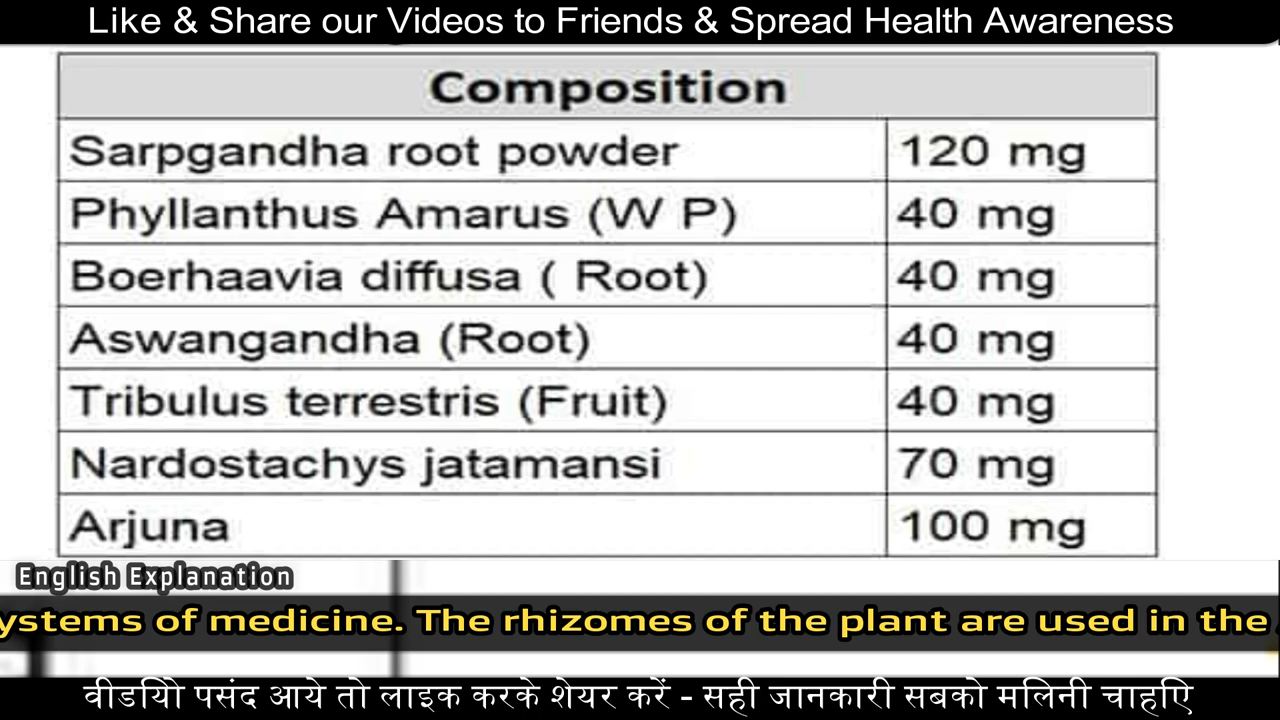 Like & Share our Videos to Friends & Spread Health Awareness
Composition
Sarpgandha root powder 120 mg
Phyllanthus Amarus (W P) 40 mg
Boerhaavia diffusa ( Root) 40 mg
Aswangandha (Root) 40 mg
Tribulus terrestris (Fruit) 40 mg
Nardostachys jatamansi 70 mg
Arjuna 100 mg
English Explanation
ystems of medicine. The rhizomes of the plant are used in the
वीडयिो पसंद आये तो लाइक करके शेयर करें - सही जानकारी सबको मलिनी चाहएि